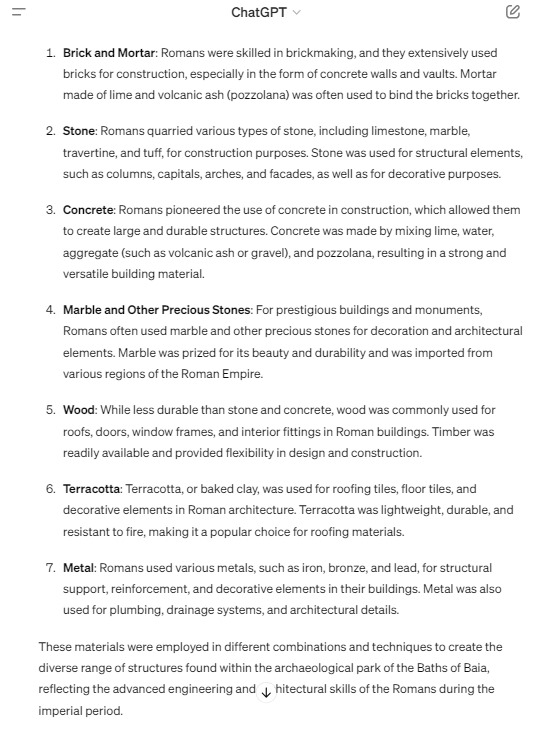 ChatGPT
1. Brick and Mortar: Romans were skilled in brickmaking, and they extensively used
bricks for construction, especially in the form of concrete walls and vaults. Mortar
made of lime and volcanic ash (pozzolana) was often used to bind the bricks together.
2. Stone: Romans quarried various types of stone, including limestone, marble,
travertine, and tuff, for construction purposes. Stone was used for structural elements,
such as columns, capitals, arches, and facades, as well as for decorative purposes.
3. Concrete: Romans pioneered the use of concrete in construction, which allowed them
to create large and durable structures. Concrete was made by mixing lime, water,
aggregate (such as volcanic ash or gravel), and pozzolana, resulting in a strong and
versatile building material.
4. Marble and Other Precious Stones: For prestigious buildings and monuments,
Romans often used marble and other precious stones for decoration and architectural
elements. Marble was prized for its beauty and durability and was imported from
various regions of the Roman Empire.
5. Wood: While less durable than stone and concrete, wood was commonly used for
roofs, doors, window frames, and interior fittings in Roman buildings. Timber was
readily available and provided flexibility in design and construction.
6. Terracotta: Terracotta, or baked clay, was used for roofing tiles, floor tiles, and
decorative elements in Roman architecture. Terracotta was lightweight, durable, and
resistant to fire, making it a popular choice for roofing materials.
7. Metal: Romans used various metals, such as iron, bronze, and lead, for structural
support, reinforcement, and decorative elements in their buildings. Metal was also
used for plumbing, drainage systems, and architectural details.
These materials were employed in different combinations and techniques to create the
diverse range of structures found within the archaeological park of the Baths of Baia,
reflecting the advanced engineering and hitectural skills of the Romans during the
imperial period.